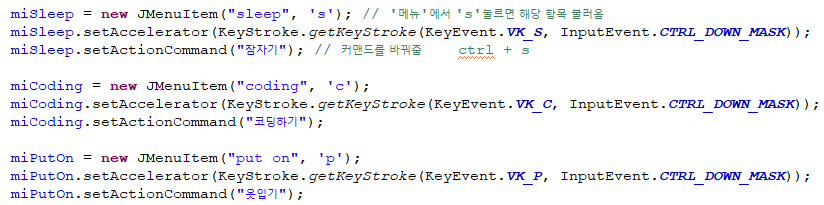 miSleep = new JMenuItem("sleep", 's'); // '메뉴'에서 's'눌르면 해당 항목 불러옴
miSleep.setAccelerator(KeyStroke.getKeyStroke(KeyEvent.VK_S, InputEvent.CTRL_DOWN_MASK));
miSleep.setActionCommand("잠자기"); // 커맨드를 바꿔줌 ctrl + s
miCoding = new JMenuItem("coding", 'c');
miCoding.setAccelerator(KeyStroke.getKeyStroke(KeyEvent.VK_C, InputEvent.CTRL_DOWN_MASK));
miCoding.setActionCommand("코딩하기");
miPutOn = new JMenuItem("put on", 'p');
miPutOn.setAccelerator(KeyStroke.getKeyStroke(KeyEvent.VK_P, InputEvent.CTRL_DOWN_MASK));
miPutOn.setActionCommand("옷입기");